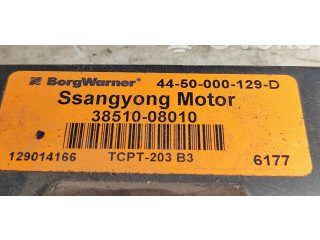 BorgWarner® 44-50-000-129-D
Ssangyong Motor
38510-08010
129014166 TCPT-203 B3 6177